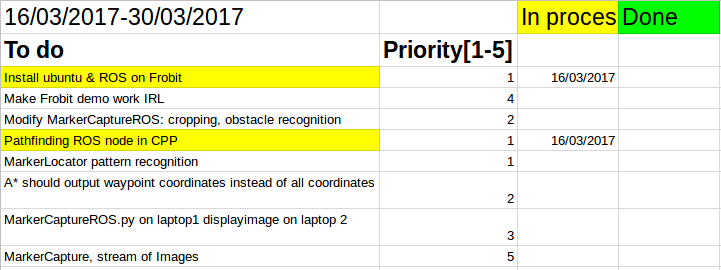 16/03/2017-30/03/2017 In proces Done
To do Priority[1-5]
Install ubuntu & ROS on Frobit 1 16/03/2017
Make Frobit demo work IRL 4
Modify MarkerCaptureROS: cropping, obstacle recognition 2
Pathfinding ROS node in CPP 1 16/03/2017
MarkerLocator pattern recognition 1
A* should output waypoint coordinates instead of all coordinates 2
MarkerCaptureROS.py on laptop1 displayimage on laptop 2 3
MarkerCapture, stream of Images 5